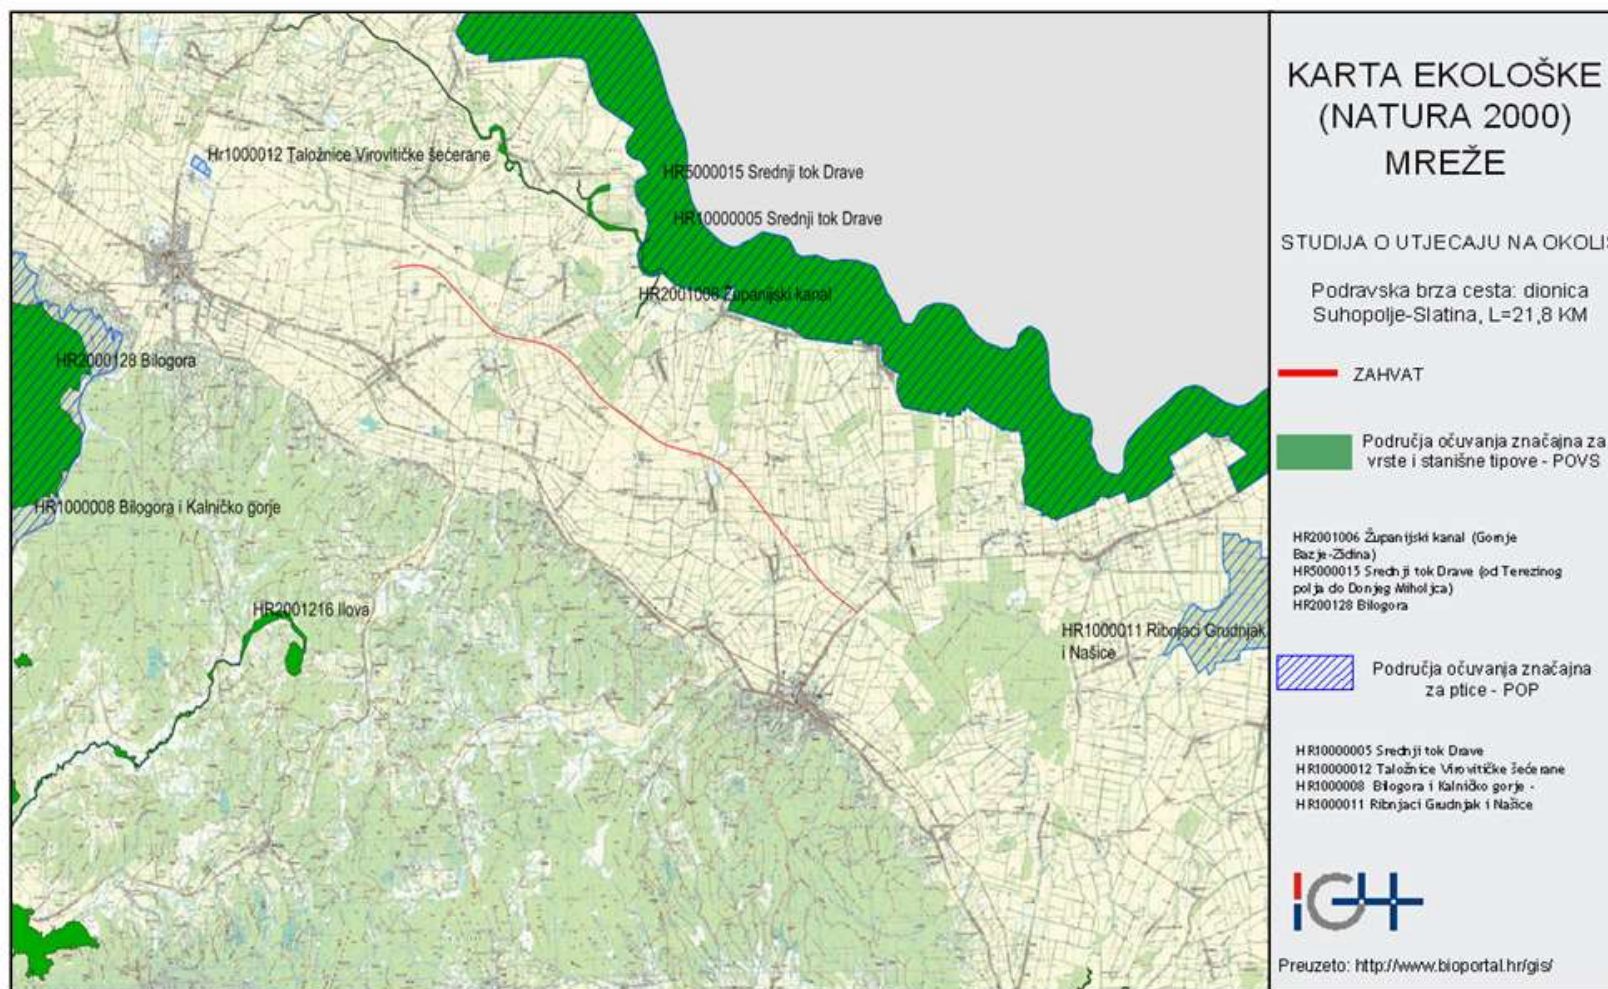 Hr1000012 Taložnice Virovitičke šećerane
HR5000015 Srednji tok Drave
HR10000005 Srednji tok Drave
HR2001006 Županijski kanal
HR2000128 Bilogora
HR1000008 Bilogora i Kalničko gorje
HR2001216 Ilova
HR1000011 Ribnjaci Grudnjak
i Našice
KARTA EKOLOŠKE
(NATURA 2000)
MREŽE
STUDIJA O UTJECAJU NA OKOLIŠ
Podravska brza cesta: dionica
Suhopolje-Slatina, L=21,8 KM
ZAHVAT
Područja očuvanja značajna za
vrste i stanišne tipove - POVS
HR2001006 Županijski kanal (Gornje
Bazje-Zidina)
HR5000015 Srednji tok Drave (od Terezinog
polja do Donjeg Miholjca)
HR200128 Bilogora
Područja očuvanja značajna
za ptice - POP
HR10000005 Srednji tok Drave
HR10000012 Taložnice Virovitičke šećerane
HR1000008 Bilogora i Kalničko gorje -
HR1000011 Ribnjaci Grudnjak i Našice
IGH
Preuzeto: http://www.bioportal.hr/gis/